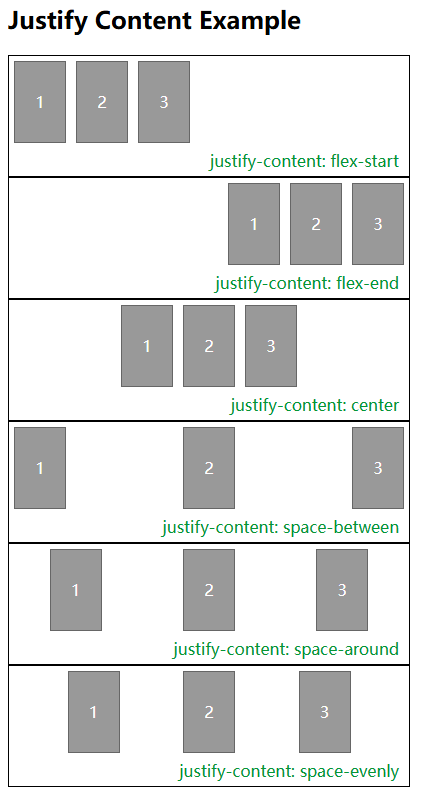 Justify Content Example
1 2 3
justify-content: flex-start
1 2 3
justify-content: flex-end
1 2 3
justify-content: center
1 2 3
justify-content: space-between
1 2 3
justify-content: space-around
1 2 3
justify-content: space-evenly